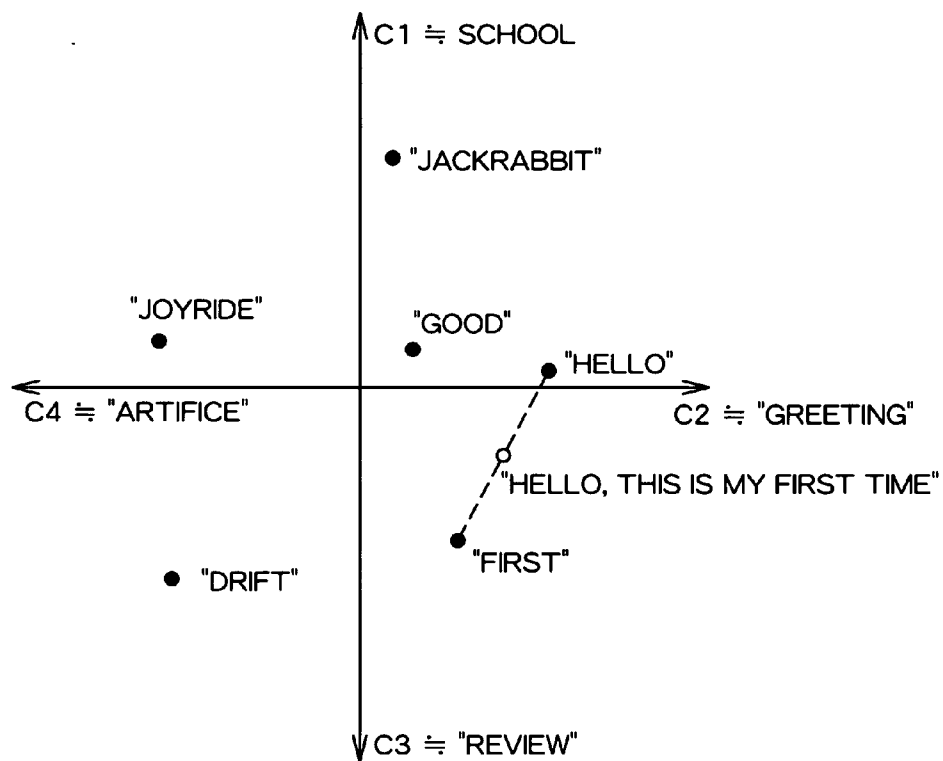 C1 ≒ SCHOOL
"JACKRABBIT"
"JOYRIDE"
"GOOD"
"HELLO"
C4 ≒ "ARTIFICE"
C2 ≒ "GREETING"
"HELLO, THIS IS MY FIRST TIME"
"FIRST"
"DRIFT"
C3 ≒ "REVIEW"